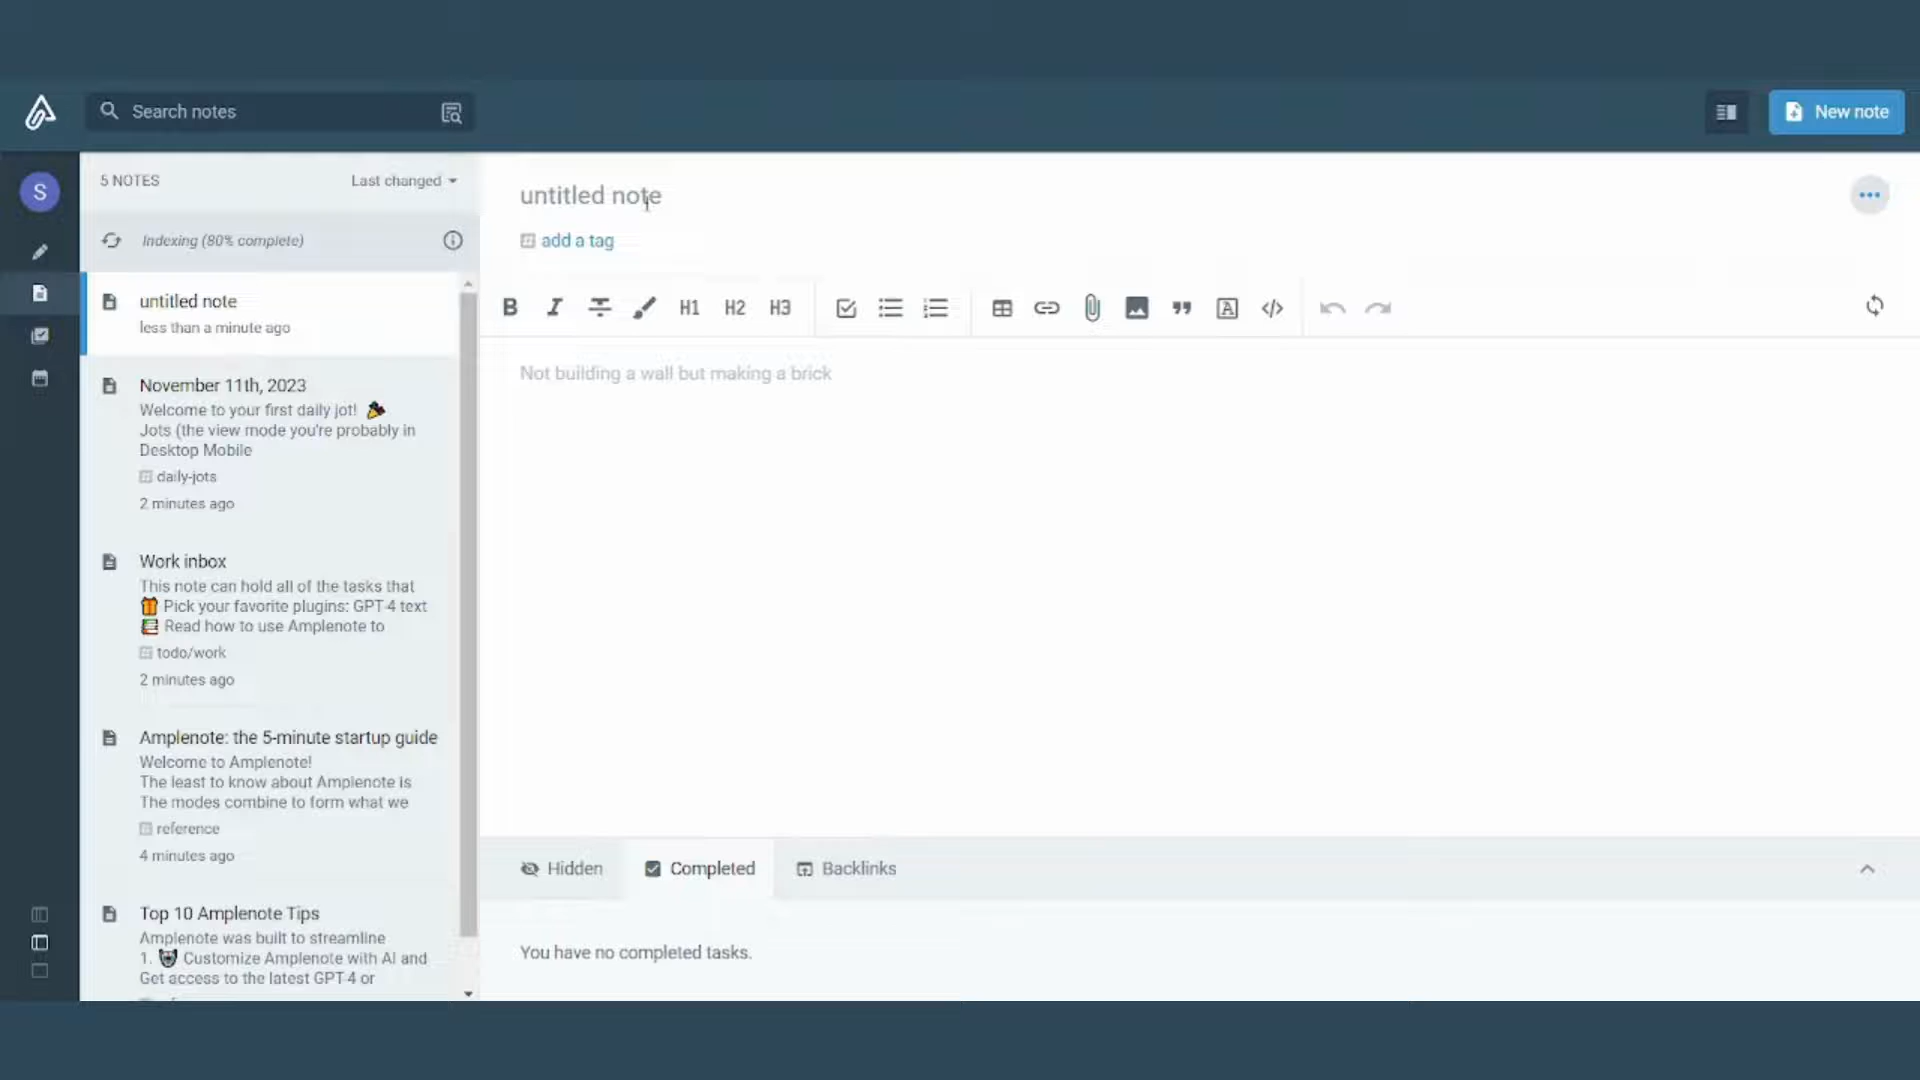 Search notes
New note
S
5 NOTES
Last changed
Indexing (80% complete)
untitled note
less than a minute ago
November 11th, 2023
Welcome to your first daily jot!
Jots (the view mode you're probably in
Desktop Mobile
daily-jots
2 minutes ago
Work inbox
This note can hold all of the tasks that
Pick your favorite plugins: GPT-4 text
Read how to use Amplenote to
todo/work
2 minutes ago
Amplenote: the 5-minute startup guide
Welcome to Amplenote!
The least to know about Amplenote is
The modes combine to form what we
reference
4 minutes ago
Top 10 Amplenote Tips
Amplenote was built to streamline
1. Customize Amplenote with AI and
Get access to the latest GPT-4 or
untitled note
add a tag
B I H1 H2 H3 A </>
Not building a wall but making a brick
Hidden
Completed
Backlinks
You have no completed tasks.